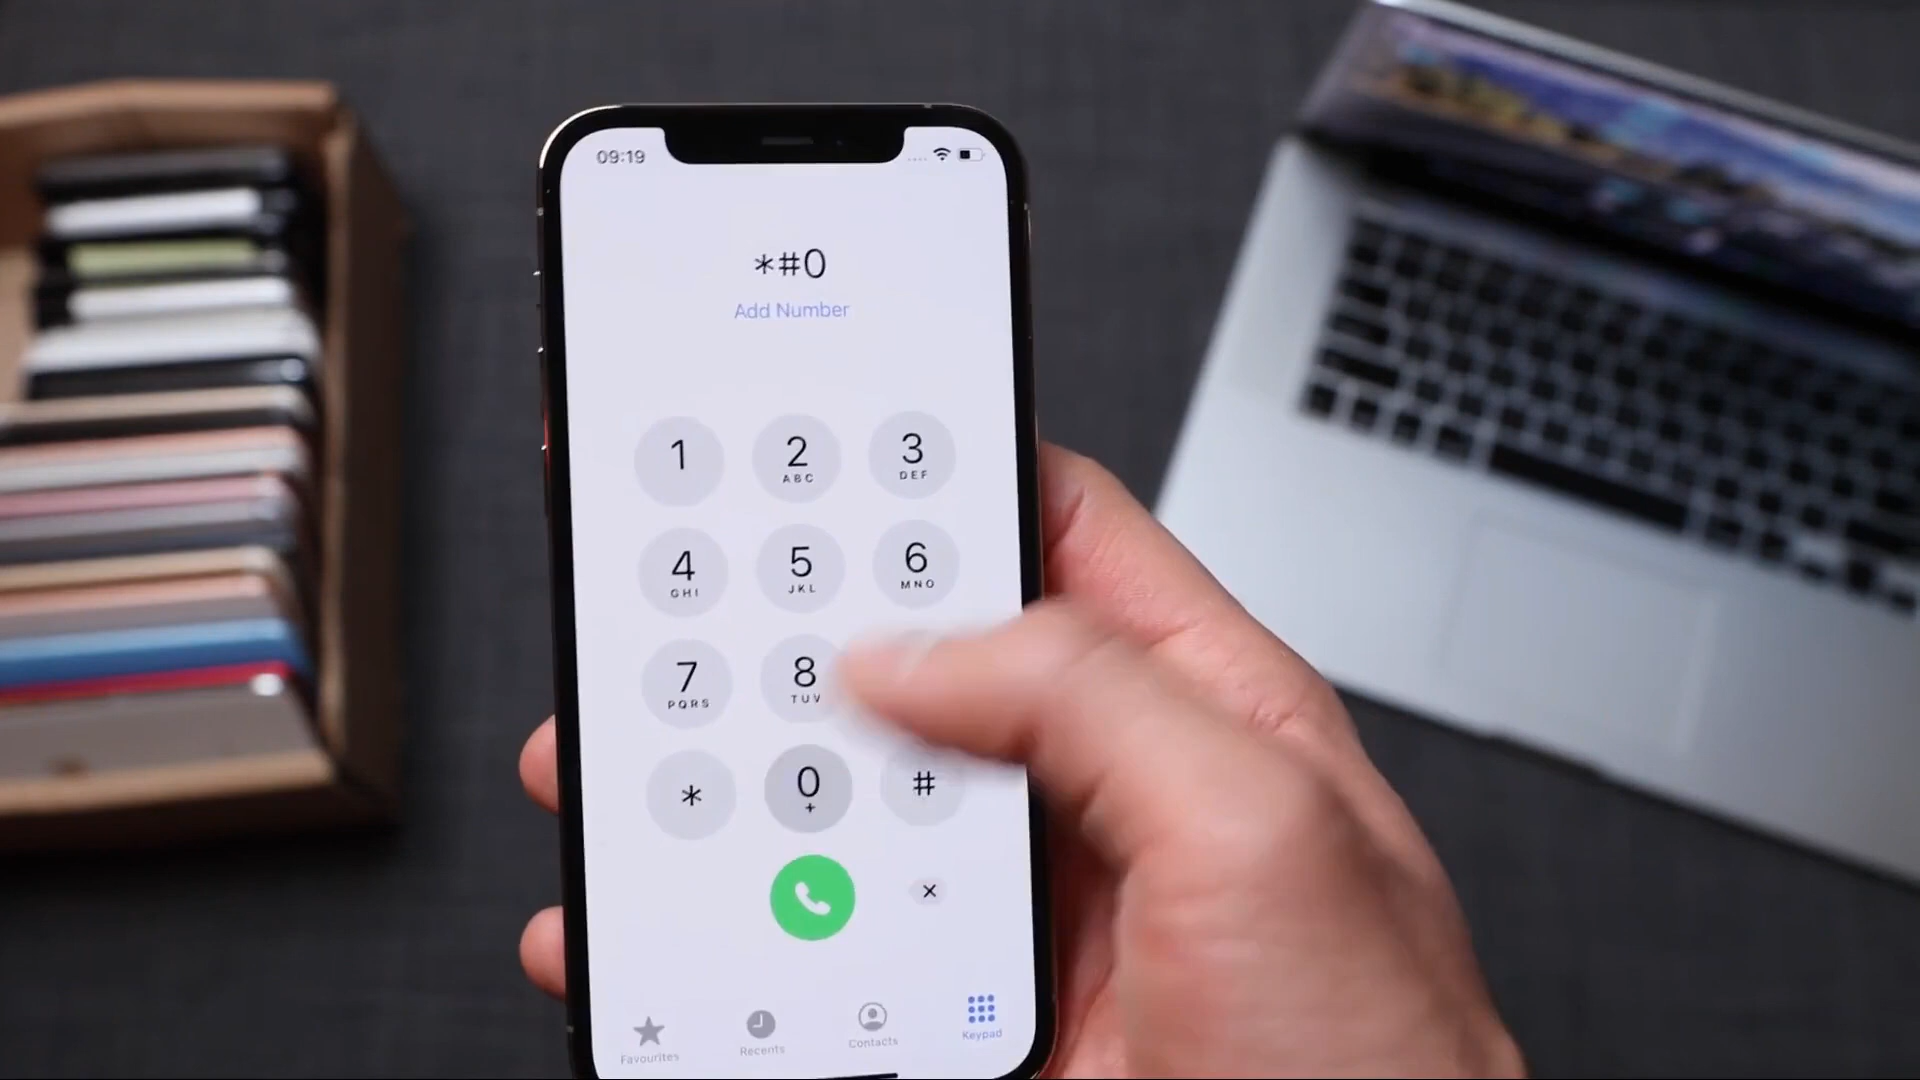 09:19
*#0
Add Number
1
2
ABC
3
DEF
4
GHI
5
JKL
6
MNO
7
PQRS
8
TUV
*
0
+
#
Favourites
Recents
Contacts
Keypad